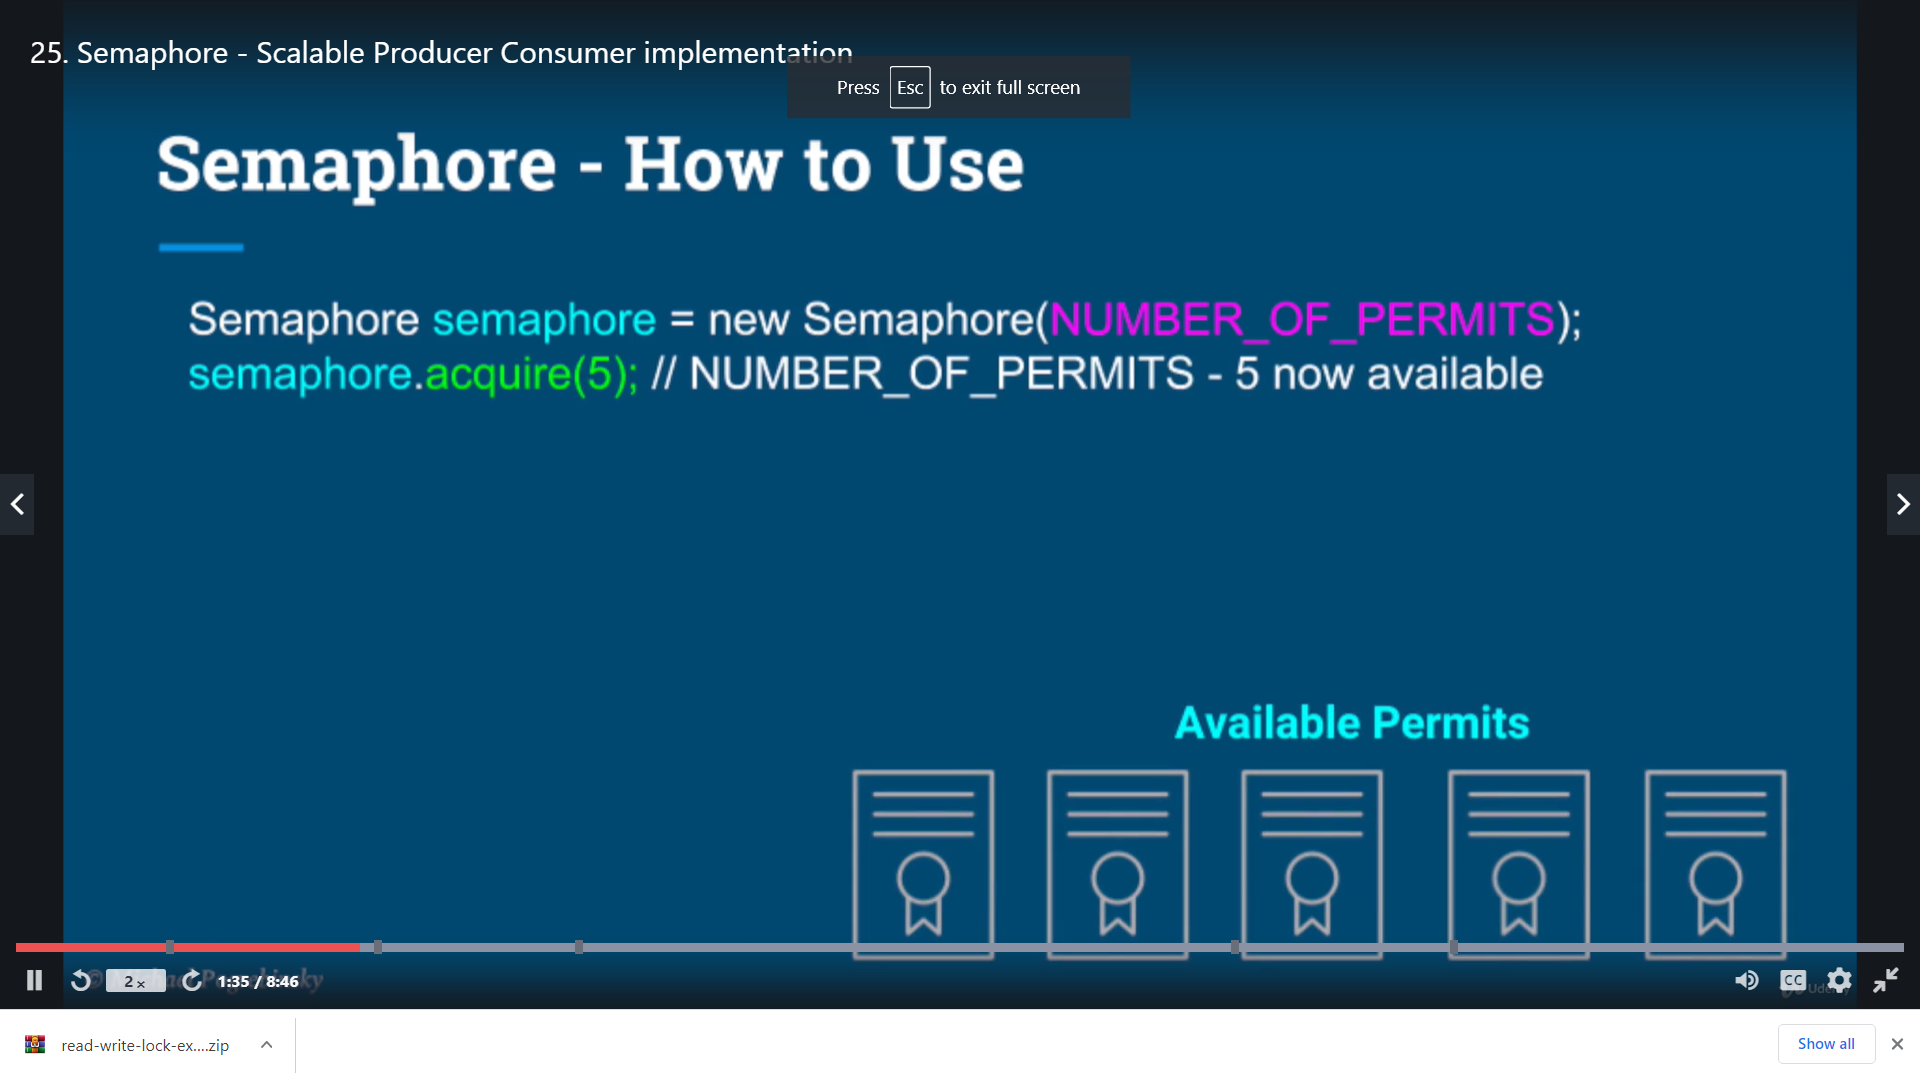 25. Semaphore - Scalable Producer Consumer implementation
Press Esc to exit full screen
Semaphore - How to Use
Semaphore semaphore = new Semaphore(NUMBER_OF_PERMITS);
semaphore.acquire(5); // NUMBER_OF_PERMITS - 5 now available
Available Permits
2 x
1:35 / 8:46
CC
read-write-lock-ex....zip
Show all